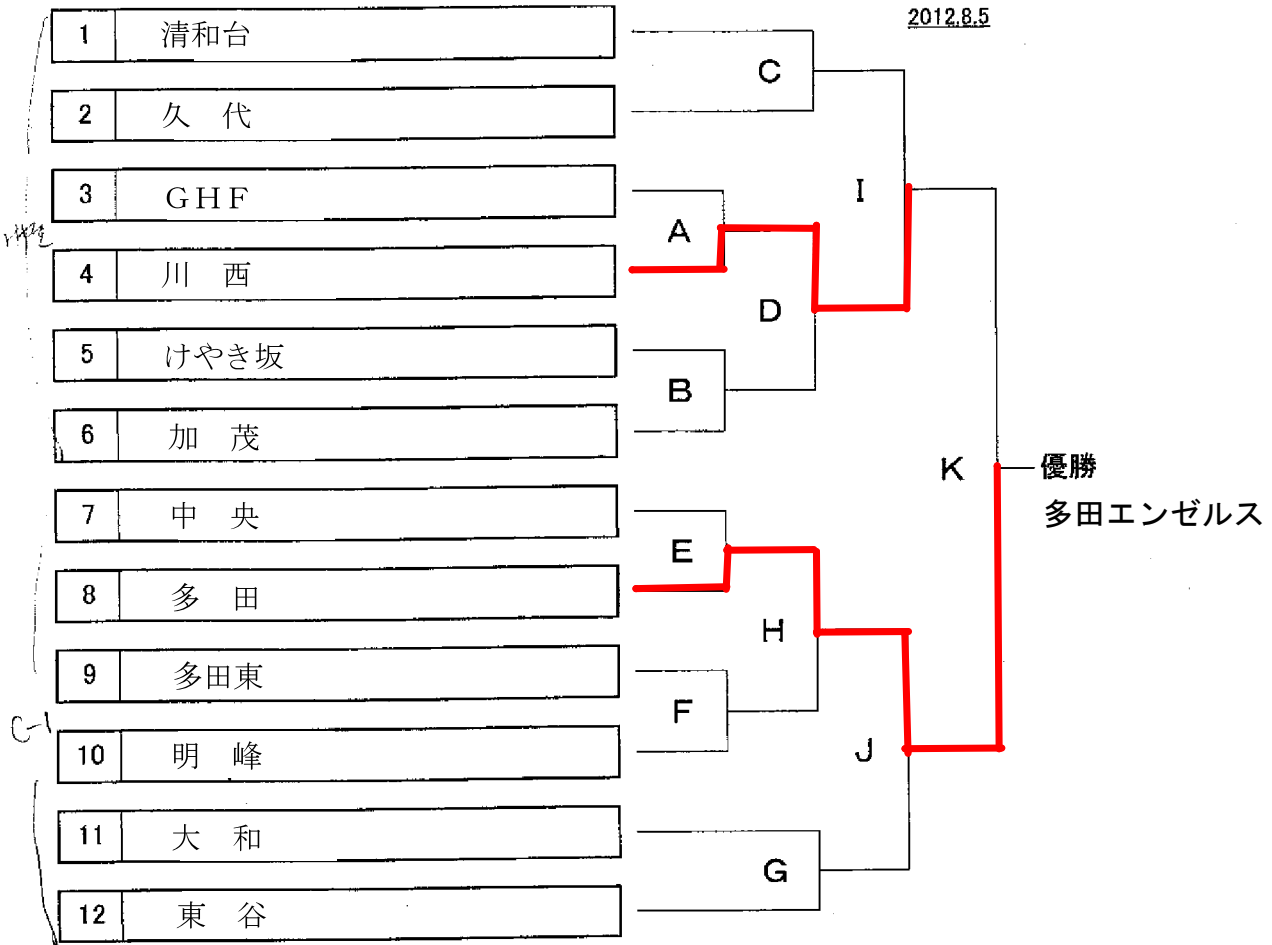 2012.8.5
1 清和台
2 久 代
3 GHF
4 川 西
5 けやき坂
6 加 茂
7 中 央
8 多 田
9 多田東
10 明 峰
11 大 和
12 東 谷
C
I
A
D
B
K
優勝
多田エンゼルス
E
H
F
J
G
C-1